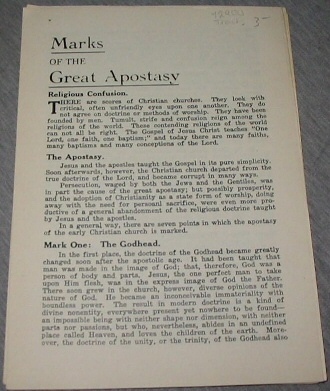 Marks
OF THE
Great Apostasy
Religious Confusion.
THERE are scores of Christian churches. They look with
critical, often unfriendly eyes upon one another. They do
not agree on doctrine or methods of worship. They have been
founded by men. Tumult, strife and confusion reign among the
religions of the world. These contending religions of the world
can not all be right. The Gospel of Jesus Christ teaches "One
Lord, one faith, one baptism;" and today there are many faiths,
many baptisms and many conceptions of the Lord.
The Apostasy.
Jesus and the apostles taught the Gospel in its pure simplicity.
Soon afterwards, however, the Christian church departed from the
true doctrine of the Lord, and became corrupt in many ways.
Persecution, waged by both the Jews and the Gentiles, was
in part the cause of the great apostasy; but possibly prosperity,
and the adoption of Christianity as a state form of worship, doing
away with the need for personal sacrifice, were even more pro-
ductive of a general abandonment of the religious doctrine taught
by Jesus and the apostles.
In a general way, there are seven points in which the apostasy
of the early Christian church is marked.
Mark One: The Godhead.
In the first place, the doctrine of the Godhead became greatly
changed soon after the apostolic age. It had been taught that
man was made in the image of God; that, therefore, God was a
person of body and parts. Jesus, the one perfect man to take
upon Him flesh, was in the express image of God the Father.
There soon grew in the church, however, diverse opinions of the
nature of God. He became an inconceivable immateriality with
boundless power. The result in modern doctrine is a kind of
divine nonentity, everywhere present yet nowhere to be found—
an impossible being with neither shape nor dimension, with neither
parts nor passions, but who, nevertheless, abides in an undefined
place called Heaven, and loves the children of the earth. More-
over, the doctrine of the unity, or the trinity, of the Godhead also